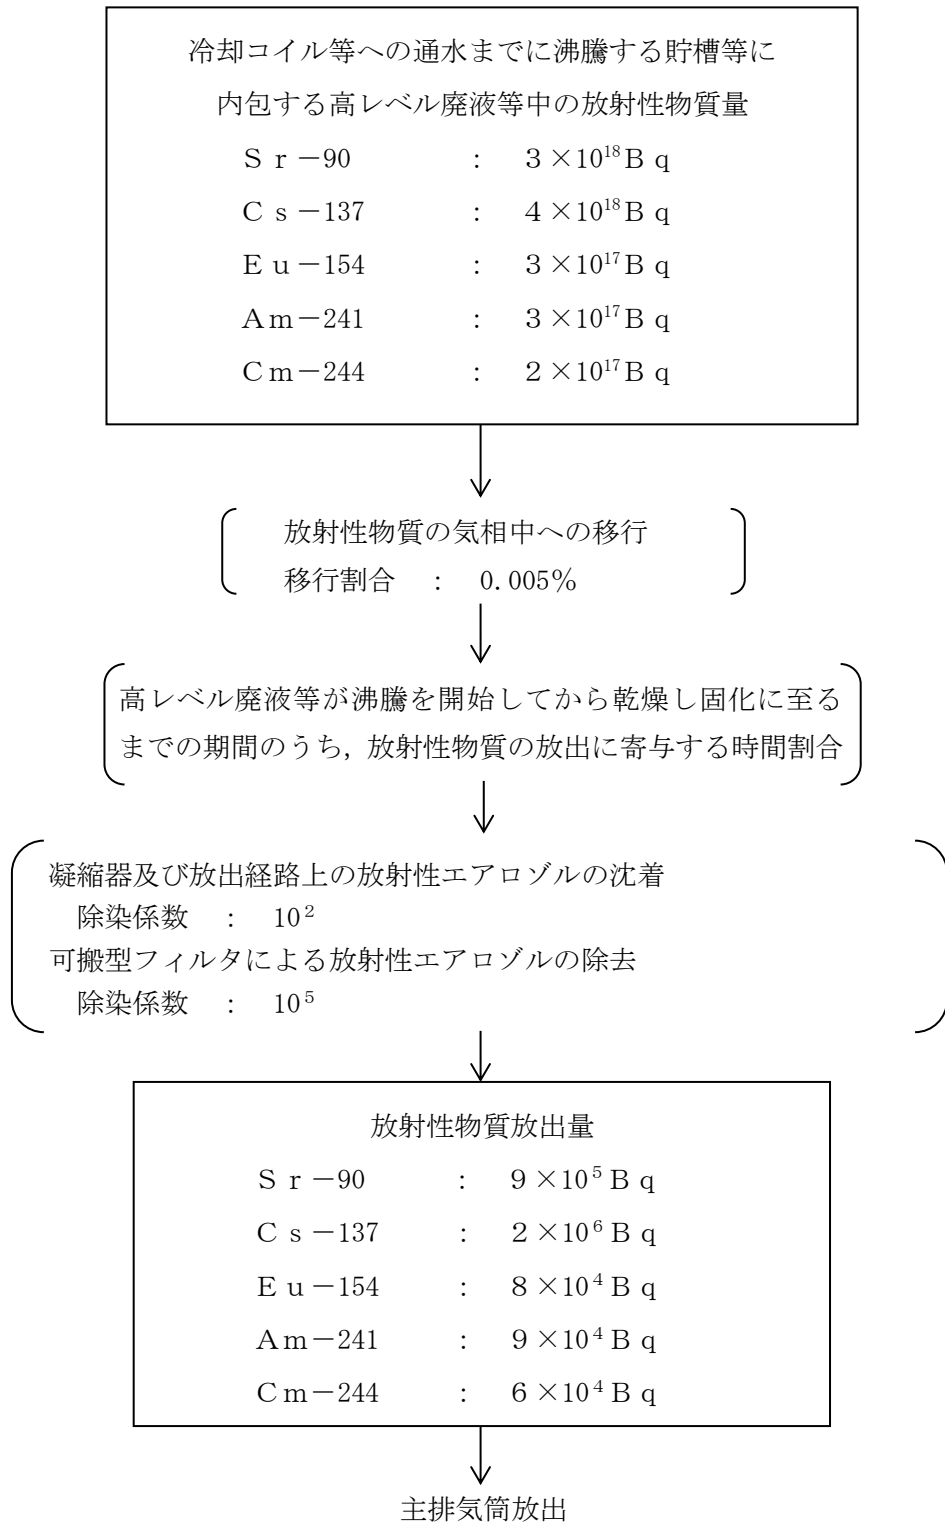 冷却コイル等への通水までに沸騰する貯槽等に
内包する高レベル廃液等中の放射性物質量
Ｓｒ－90 ： ３×10¹⁸Ｂｑ
Ｃｓ－137 ： ４×10¹⁸Ｂｑ
Ｅｕ－154 ： ３×10¹⁷Ｂｑ
Ａｍ－241 ： ３×10¹⁷Ｂｑ
Ｃｍ－244 ： ２×10¹⁷Ｂｑ
放射性物質の気相中への移行
移行割合 ： 0.005％
高レベル廃液等が沸騰を開始してから乾燥し固化に至る
までの期間のうち，放射性物質の放出に寄与する時間割合
凝縮器及び放出経路上の放射性エアロゾルの沈着
除染係数 ： 10²
可搬型フィルタによる放射性エアロゾルの除去
除染係数 ： 10⁵
放射性物質放出量
Ｓｒ－90 ： ９×10⁵Ｂｑ
Ｃｓ－137 ： ２×10⁶Ｂｑ
Ｅｕ－154 ： ８×10⁴Ｂｑ
Ａｍ－241 ： ９×10⁴Ｂｑ
Ｃｍ－244 ： ６×10⁴Ｂｑ
主排気筒放出